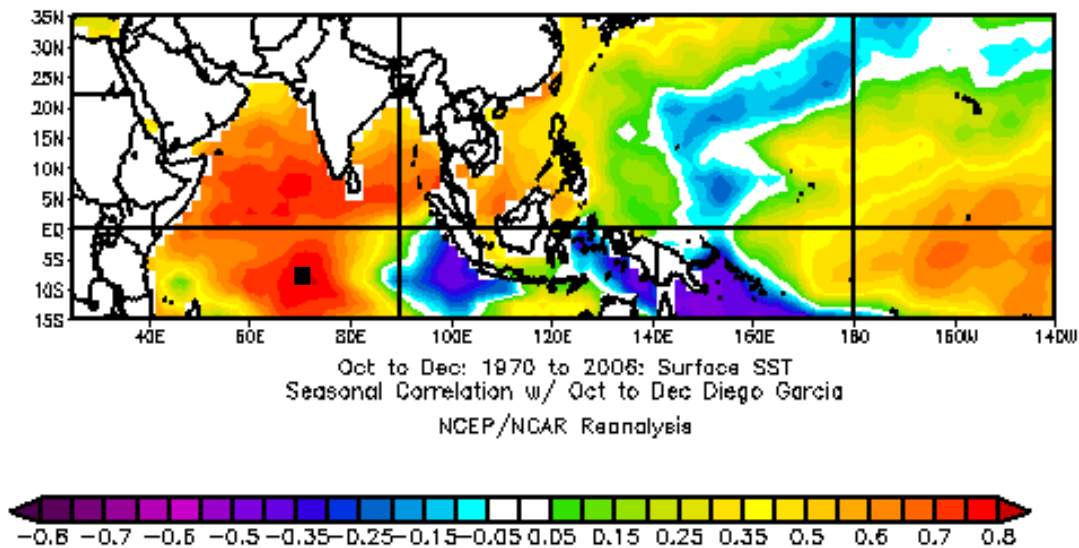 35N
30N
25N
20N
15N
10N
5N
EQ
5S
10S
15S
40E 60E 80E 100E 120E 140E 160E 180 160W 140W
Oct to Dec: 1970 to 2006: Surface SST
Seasonal Correlation w/ Oct to Dec Diego Garcia
NCEP/NCAR Reanalysis
-0.8 -0.7 -0.6 -0.5 -0.35 -0.25 -0.15 -0.05 0.05 0.15 0.25 0.35 0.5 0.6 0.7 0.8